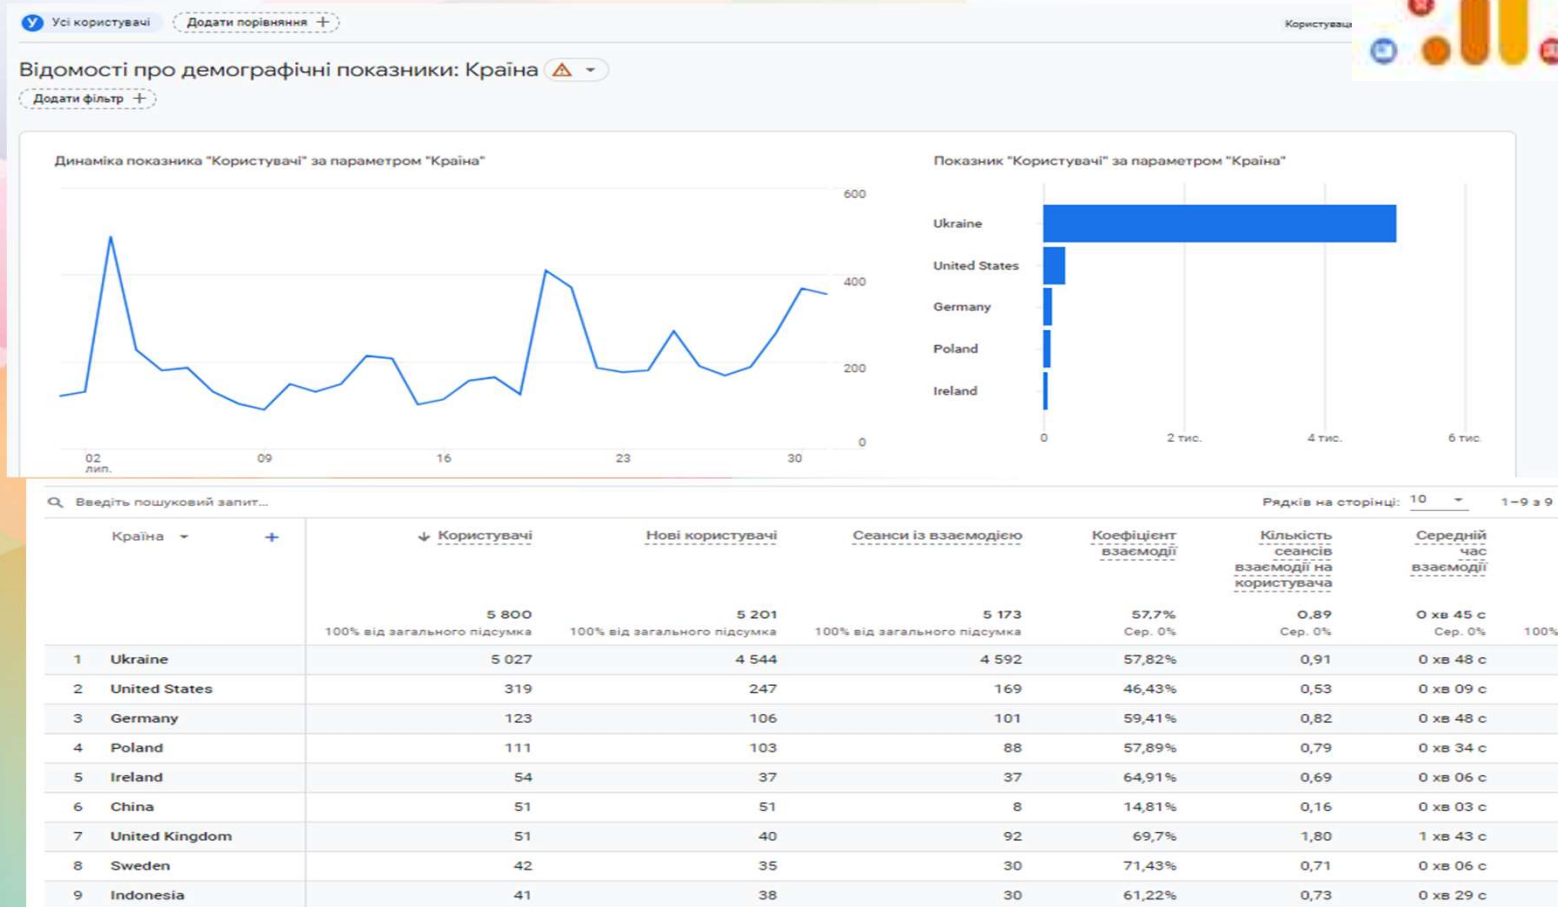 У Усі користувачі Додати порівняння +
Відомості про демографічні показники: Країна
Додати фільтр +
Динаміка показника "Користувачі" за параметром "Країна"
600
400
200
0
02 09 16 23 30
лип.
Показник "Користувачі" за параметром "Країна"
Ukraine
United States
Germany
Poland
Ireland
0 2 тис. 4 тис. 6 тис.
Введіть пошуковий запит... Рядків на сторінці: 10 1–9 з 9
Країна + ↓ Користувачі Нові користувачі Сеанси із взаємодією Коефіцієнт Кількість Середній
взаємодії сеансів час
взаємодії на взаємодії
користувача
5 800 5 201 5 173 57,7% 0,89 0 хв 45 с
100% від загального підсумка 100% від загального підсумка 100% від загального підсумка Сер. 0% Сер. 0% Сер. 0% 100%
1 Ukraine 5 027 4 544 4 592 57,82% 0,91 0 хв 48 с
2 United States 319 247 169 46,43% 0,53 0 хв 09 с
3 Germany 123 106 101 59,41% 0,82 0 хв 48 с
4 Poland 111 103 88 57,89% 0,79 0 хв 34 с
5 Ireland 54 37 37 64,91% 0,69 0 хв 06 с
6 China 51 51 8 14,81% 0,16 0 хв 03 с
7 United Kingdom 51 40 92 69,7% 1,80 1 хв 43 с
8 Sweden 42 35 30 71,43% 0,71 0 хв 06 с
9 Indonesia 41 38 30 61,22% 0,73 0 хв 29 с